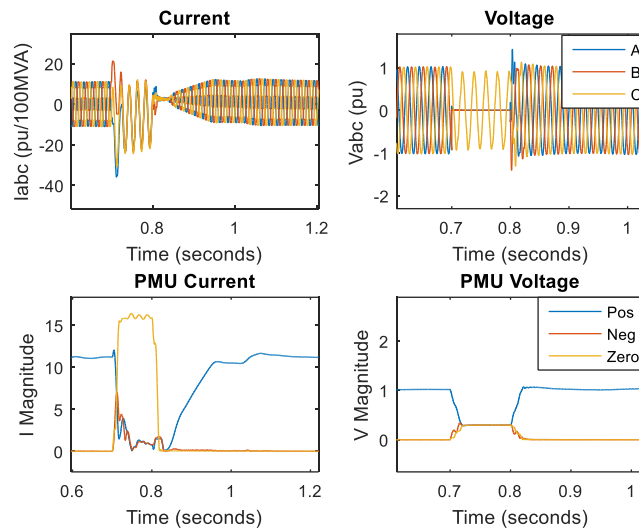 Current
Iabc (pu/100MVA)
20
0
-20
-40
0.8
1
1.2
Time (seconds)
Voltage
Vabc (pu)
1
0
-1
-2
A
B
C
0.7
0.8
0.9
1
Time (seconds)
PMU Current
I Magnitude
15
10
5
0
0.6
0.8
1
1.2
Time (seconds)
PMU Voltage
V Magnitude
2
1
0
Pos
Neg
Zero
0.7
0.8
0.9
1
Time (seconds)